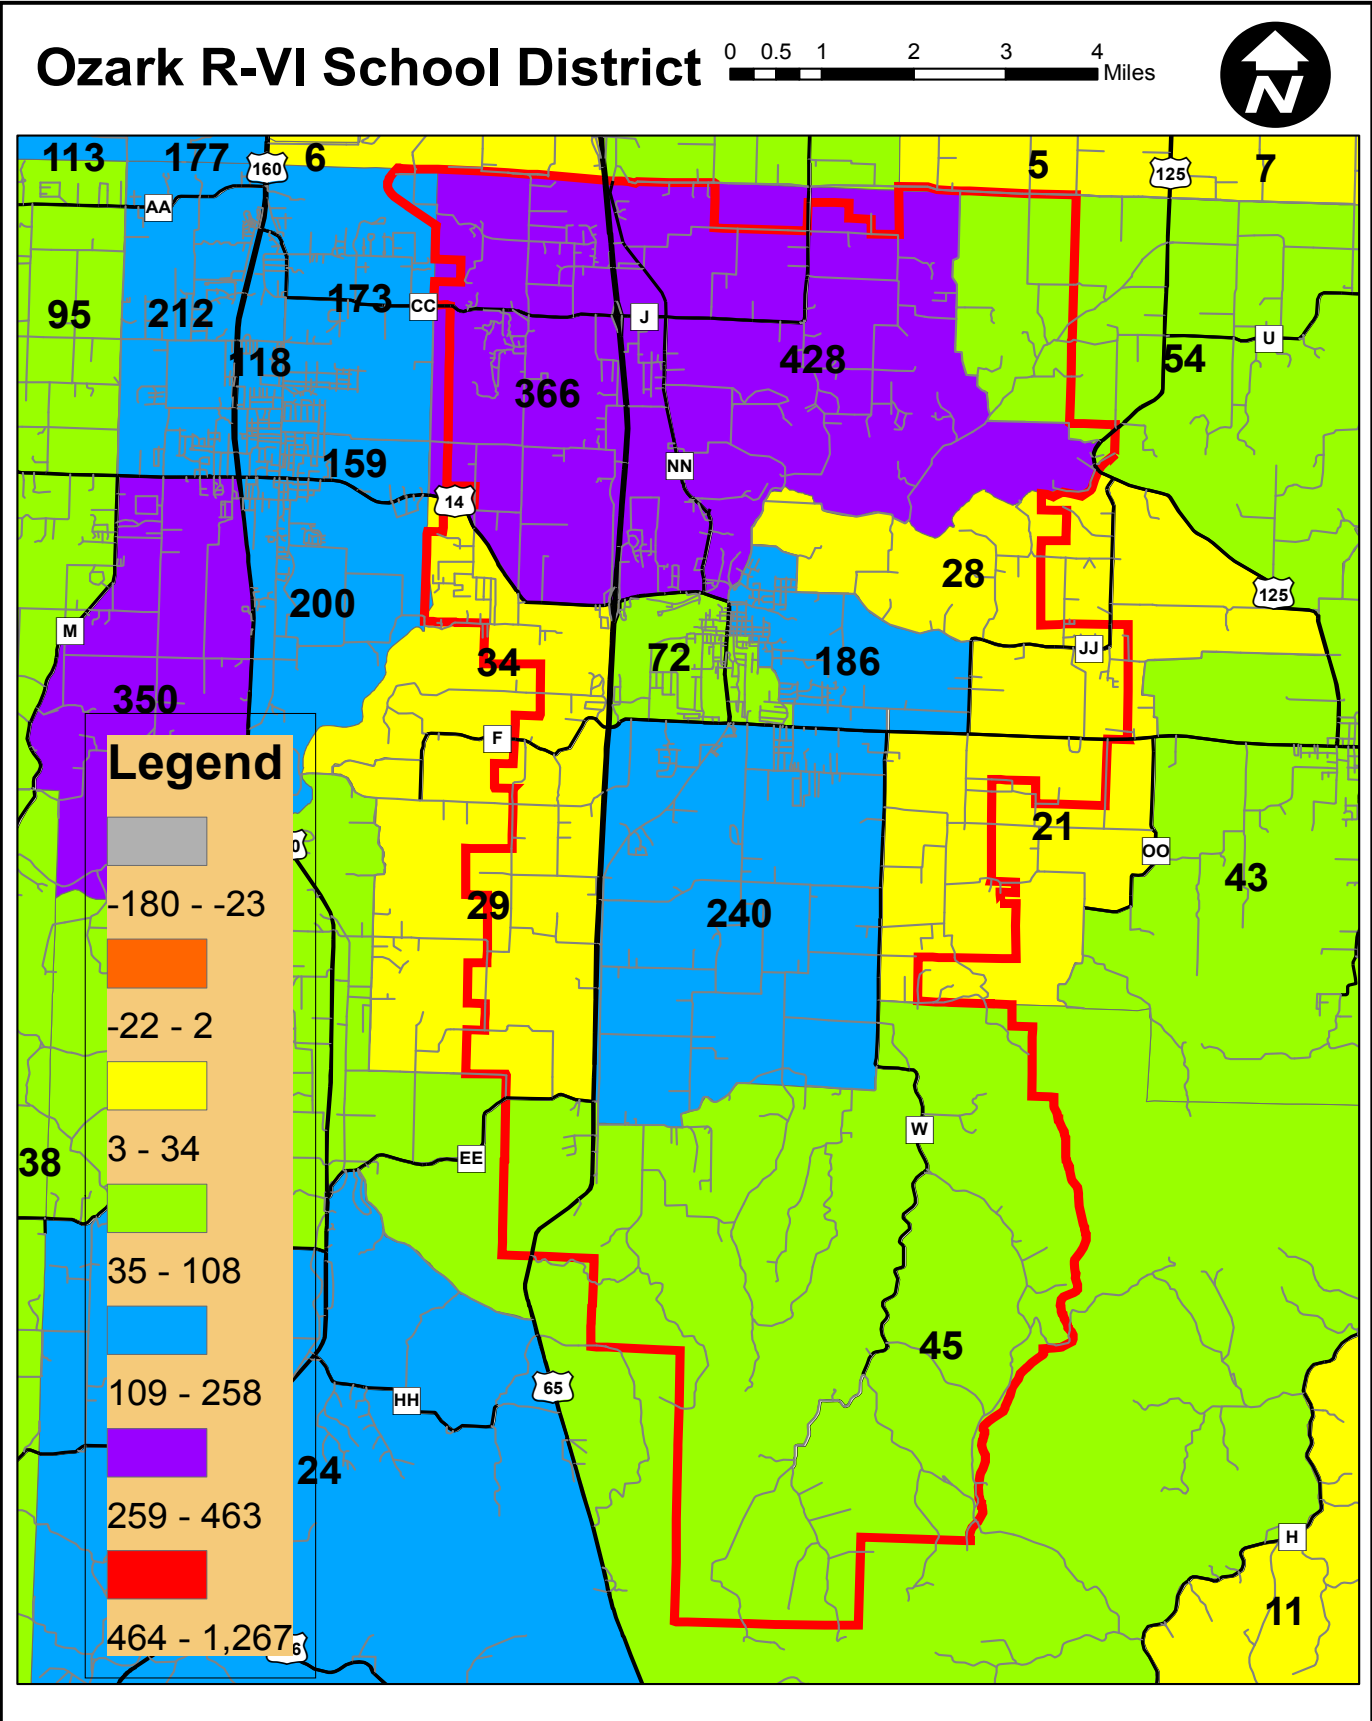 Ozark R-VI School District
0 0.5 1 2 3 4
Miles
N
113 177 160 6 5 125 7
AA
95 212 173 CC J U
118 366 428 54
159 NN
14
200 28 125
M 34 72 186 JJ
350
F
Legend
0
21 OO
29 240 43
-180 - -23
-22 - 2
3 - 34
W
38 EE
35 - 108
45
109 - 258
HH 65
24
259 - 463
H
11
464 - 1,267
6